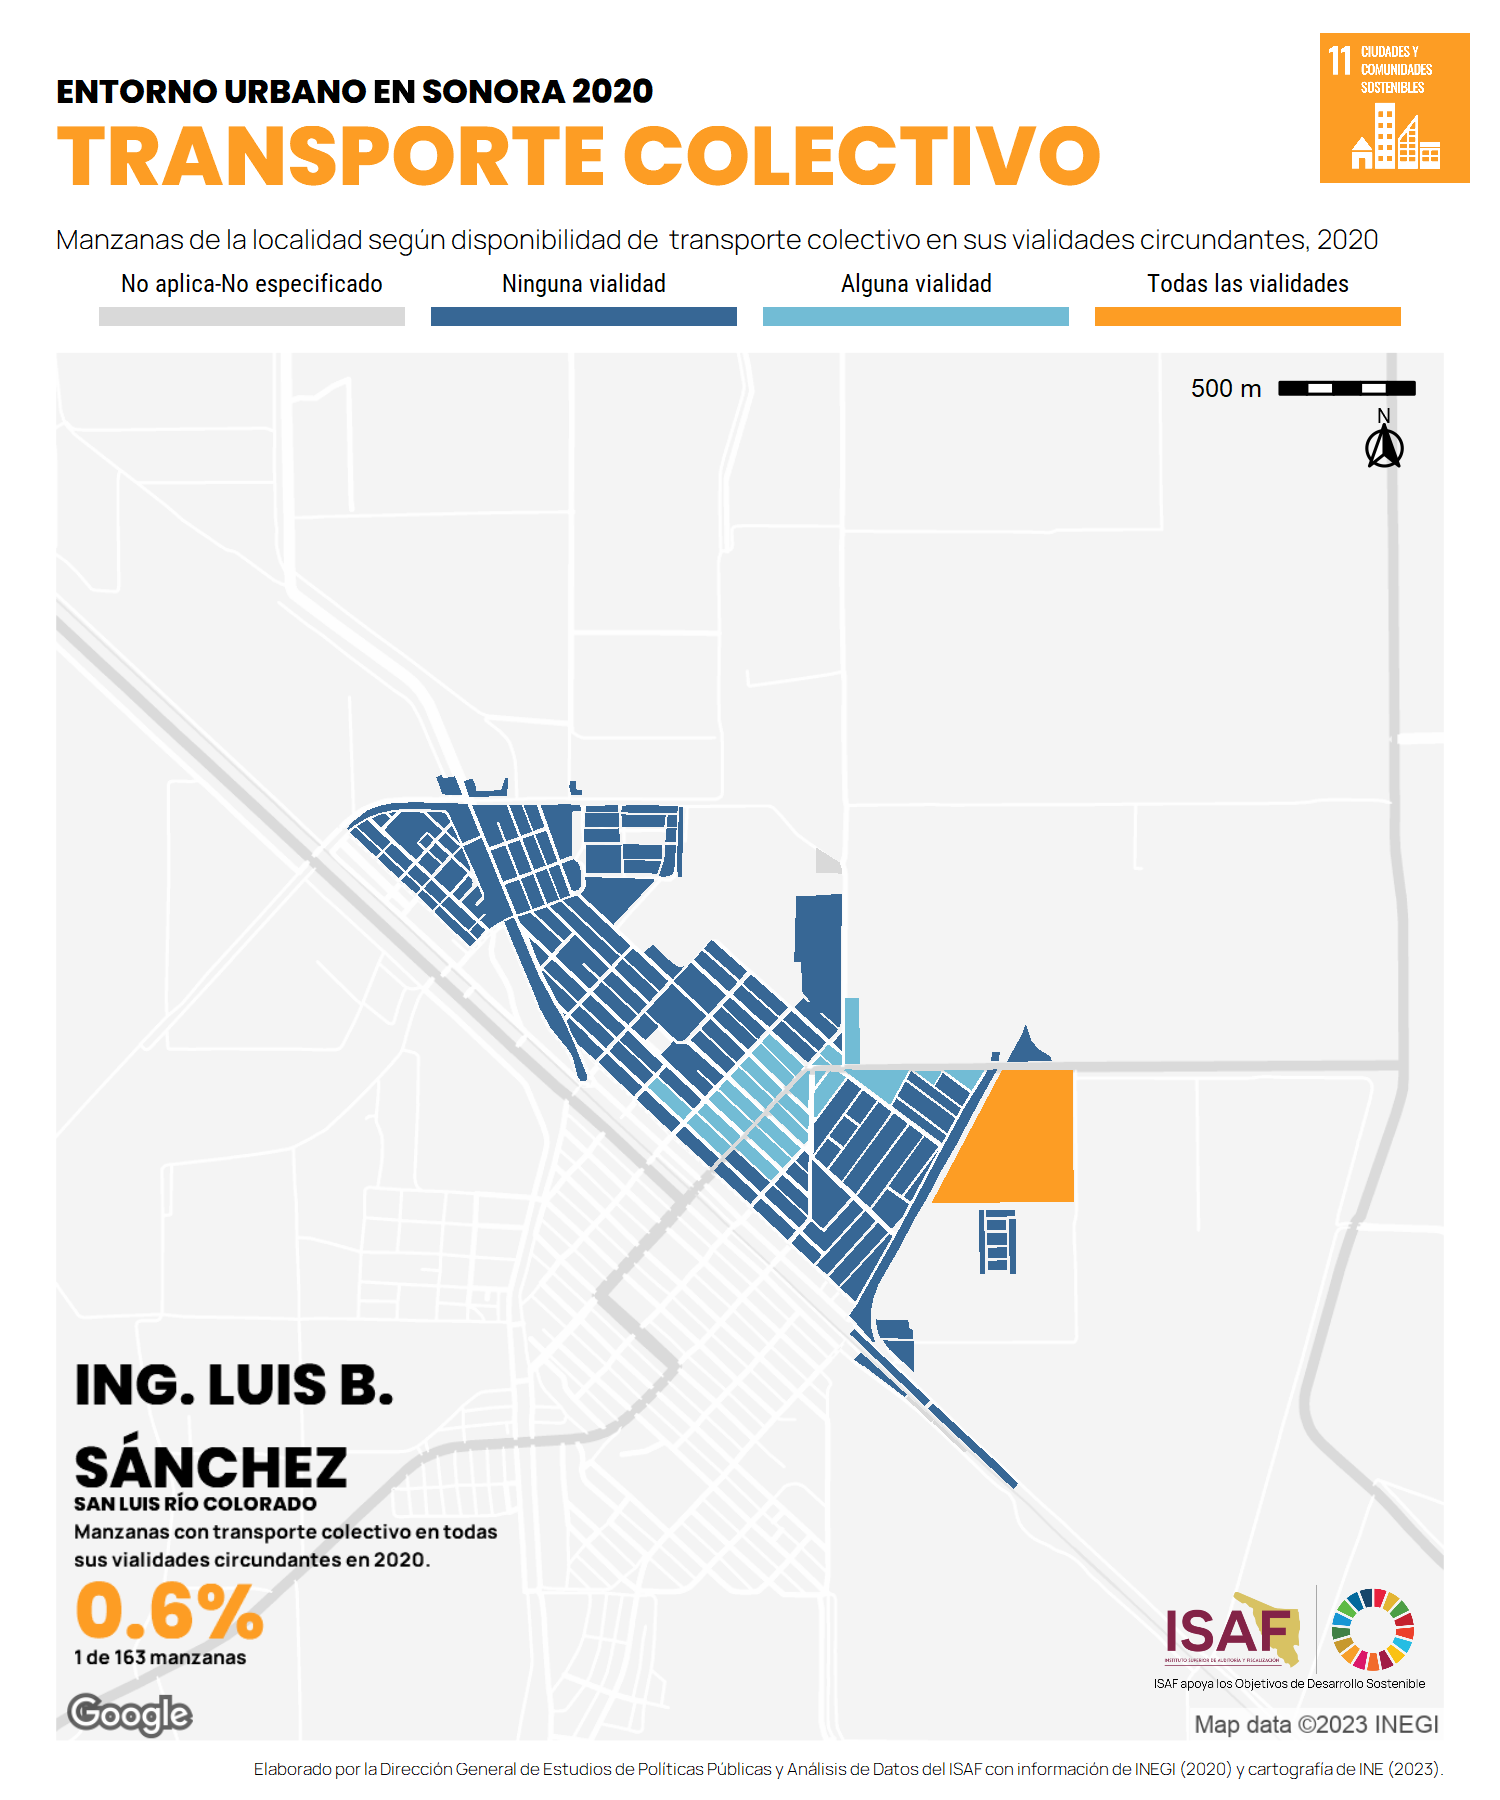 ENTORNO URBANO EN SONORA 2020
TRANSPORTE COLECTIVO
11 CIUDADES Y
COMUNIDADES
SOSTENIBLES
Manzanas de la localidad según disponibilidad de transporte colectivo en sus vialidades circundantes, 2020
No aplica-No especificado
Ninguna vialidad
Alguna vialidad
Todas las vialidades
500 m
N
ING. LUIS B.
SÁNCHEZ
SAN LUIS RÍO COLORADO
Manzanas con transporte colectivo en todas
sus vialidades circundantes en 2020.
0.6%
1 de 163 manzanas
Google
ISAF
INSTITUTO SUPERIOR DE AUDITORÍA Y FISCALIZACIÓN
ISAF apoya los Objetivos de Desarrollo Sostenible
Map data ©2023 INEGI
Elaborado por la Dirección General de Estudios de Políticas Públicas y Análisis de Datos del ISAF con información de INEGI (2020) y cartografía de INE (2023).